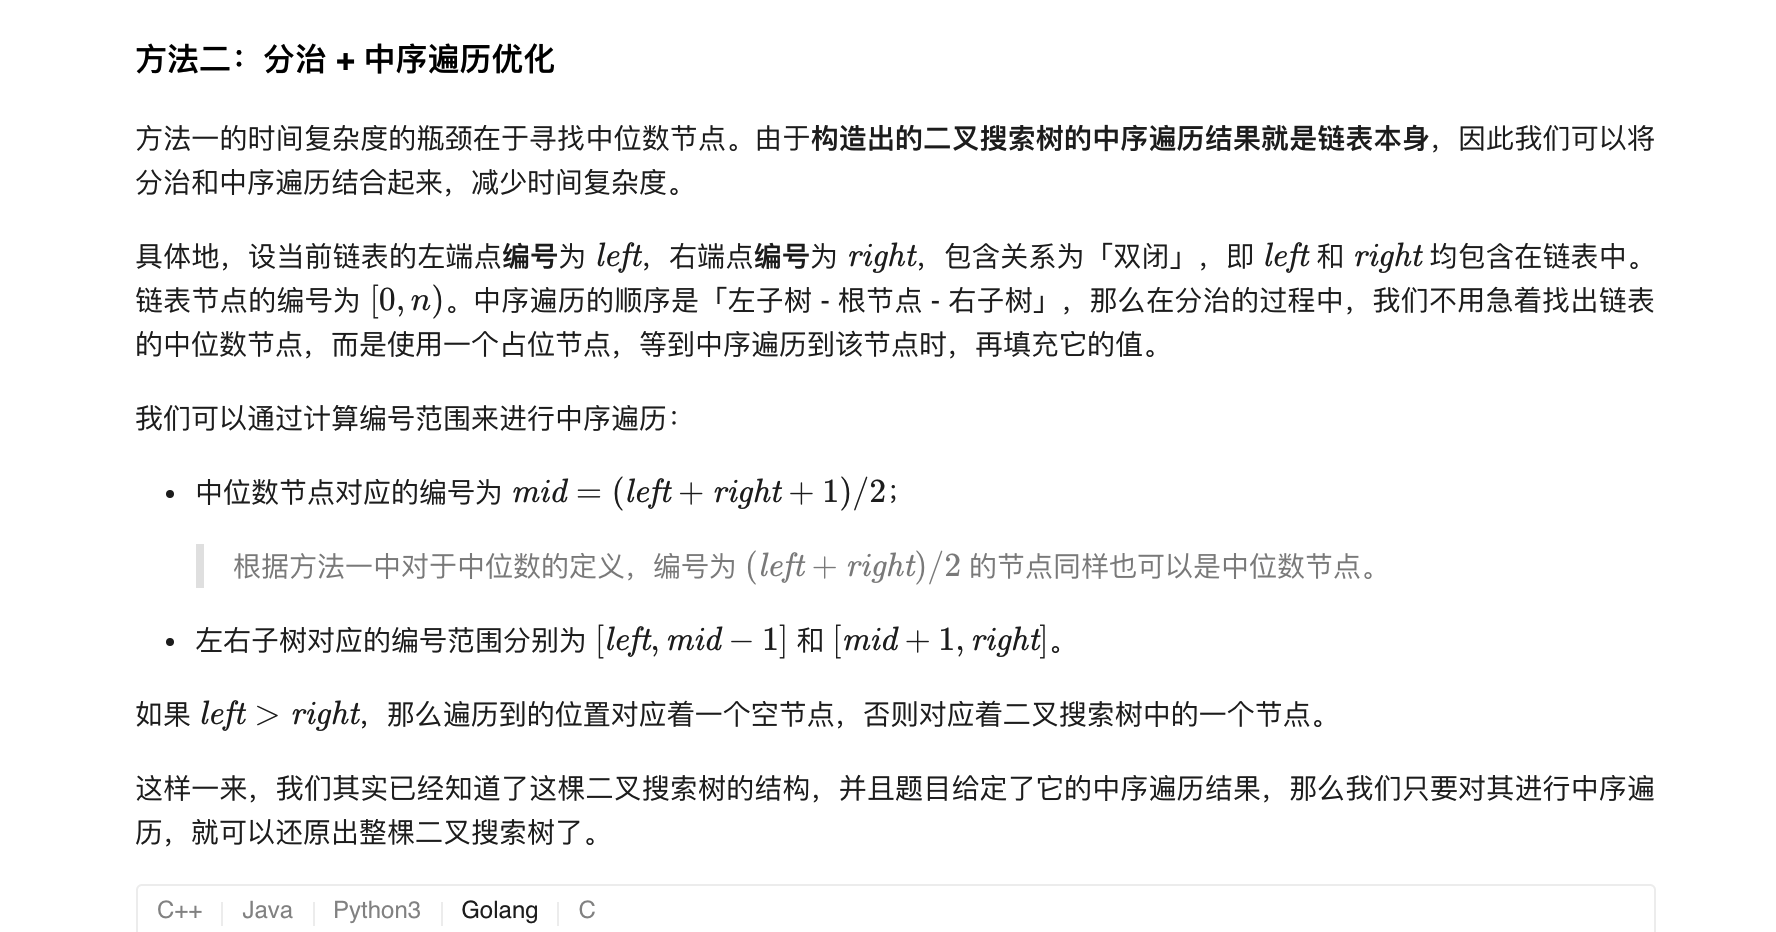 方法二：分治 + 中序遍历优化
方法一的时间复杂度的瓶颈在于寻找中位数节点。由于构造出的二叉搜索树的中序遍历结果就是链表本身，因此我们可以将
分治和中序遍历结合起来，减少时间复杂度。
具体地，设当前链表的左端点编号为 left，右端点编号为 right，包含关系为「双闭」，即 left 和 right 均包含在链表中。
链表节点的编号为 [0, n)。中序遍历的顺序是「左子树 - 根节点 - 右子树」，那么在分治的过程中，我们不用急着找出链表
的中位数节点，而是使用一个占位节点，等到中序遍历到该节点时，再填充它的值。
我们可以通过计算编号范围来进行中序遍历：
• 中位数节点对应的编号为 mid = (left + right + 1)/2；
根据方法一中对于中位数的定义，编号为 (left + right)/2 的节点同样也可以是中位数节点。
• 左右子树对应的编号范围分别为 [left, mid − 1] 和 [mid + 1, right]。
如果 left > right，那么遍历到的位置对应着一个空节点，否则对应着二叉搜索树中的一个节点。
这样一来，我们其实已经知道了这棵二叉搜索树的结构，并且题目给定了它的中序遍历结果，那么我们只要对其进行中序遍
历，就可以还原出整棵二叉搜索树了。
C++ Java Python3 Golang C